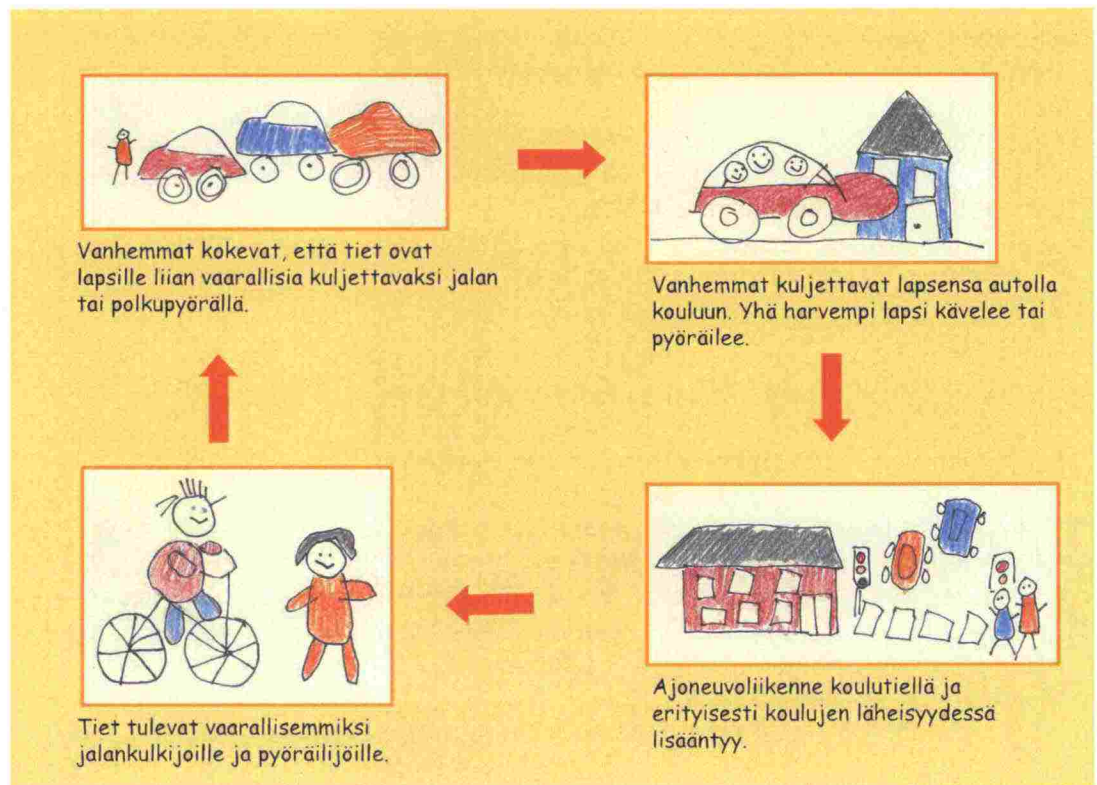 Vanhemmat kokevat, että tiet ovat
lapsille liian vaarallisia kuljettavaksi jalan
tai polkupyörällä.
Vanhemmat kuljettavat lapsensa autolla
kouluun. Yhä harvempi lapsi kävelee tai
pyöräilee.
Ajoneuvoliikenne koulutiellä ja
erityisesti koulujen läheisyydessä
lisääntyy.
Tiet tulevat vaarallisemmiksi
jalankulkijoille ja pyöräilijöille.